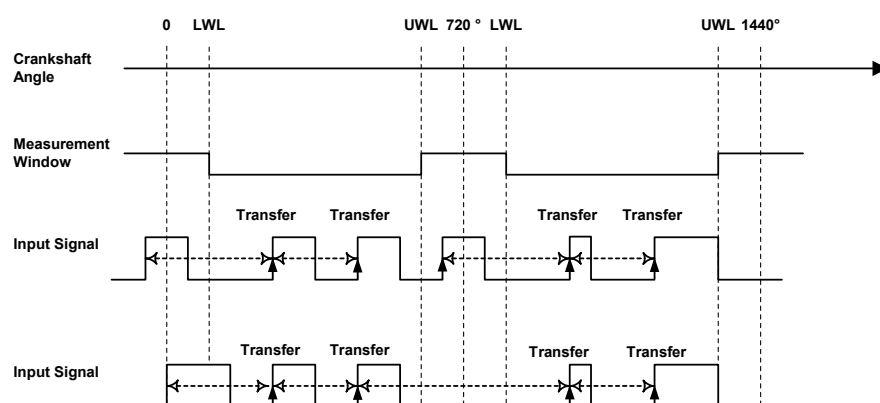 0 LWL UWL 720 ° LWL UWL 1440°
Crankshaft
Angle
Measurement
Window
Transfer Transfer Transfer Transfer
Input Signal
Transfer Transfer Transfer Transfer
Input Signal